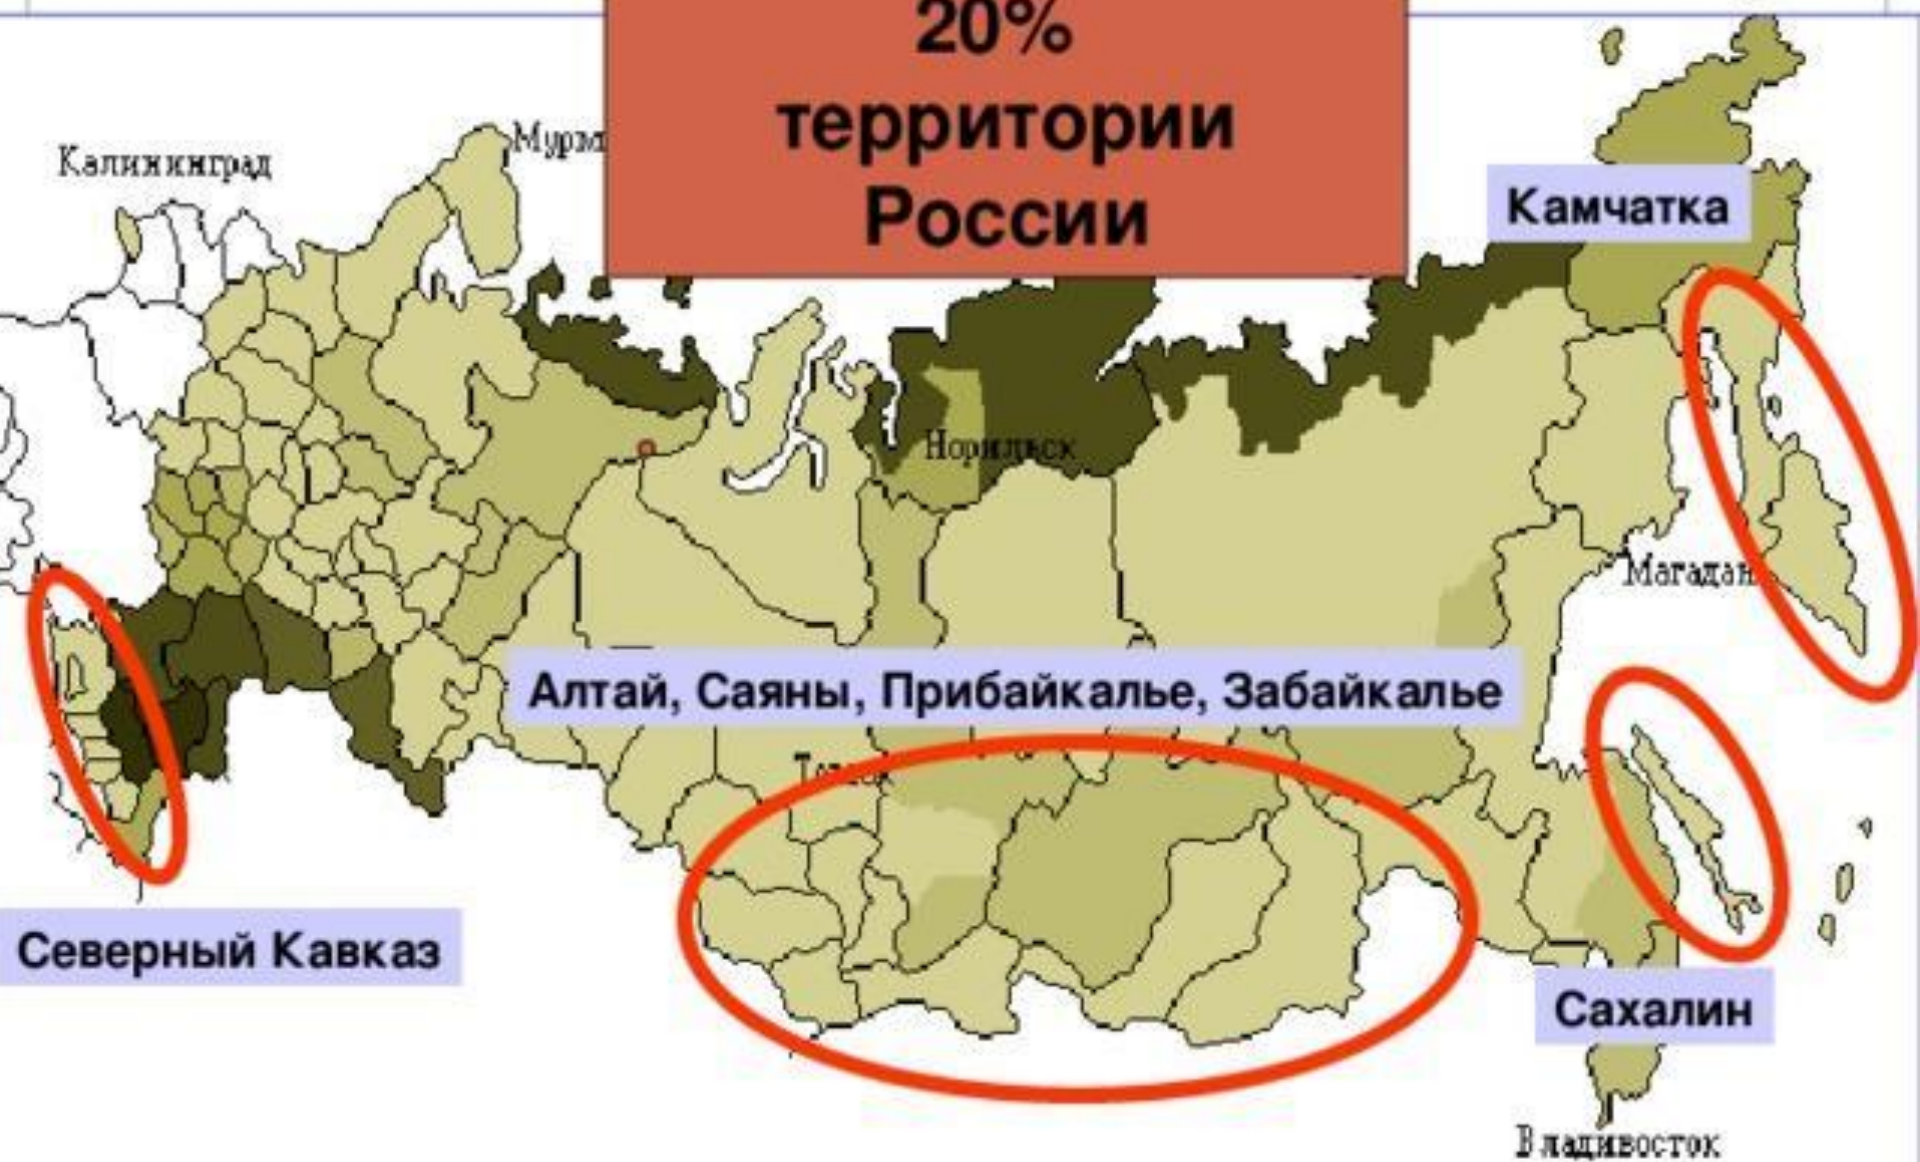 20%
территории
России
Калининград
Камчатка
Норильск
Магадан
Алтай, Саяны, Прибайкалье, Забайкалье
Северный Кавказ
Сахалин
Владивосток